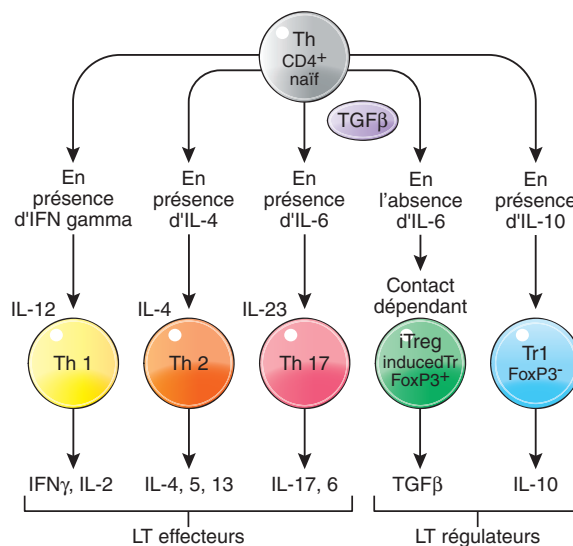 Th
CD4+
naïf
TGFβ
En
présence
d'IFN gamma
En
présence
d'IL-4
En
présence
d'IL-6
En
l'absence
d'IL-6
En
présence
d'IL-10
Contact
dépendant
IL-12
Th 1
IL-4
Th 2
IL-23
Th 17
iTreg
inducedTr
FoxP3+
Tr1
FoxP3-
IFNγ, IL-2
IL-4, 5, 13
IL-17, 6
TGFβ
IL-10
LT effecteurs
LT régulateurs